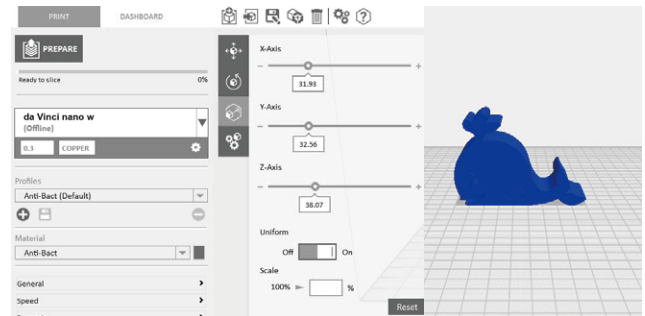 PRINT
DASHBOARD
PREPARE
Ready to slice
0%
da Vinci nano w
(Offline)
0.3
COPPER
Profiles
Anti-Bact (Default)
Material
Anti-Bact
General
Speed
X-Axis
- +
31.93
Y-Axis
- +
32.56
Z-Axis
- +
38.07
Uniform
Off On
Scale
100% ► %
Reset